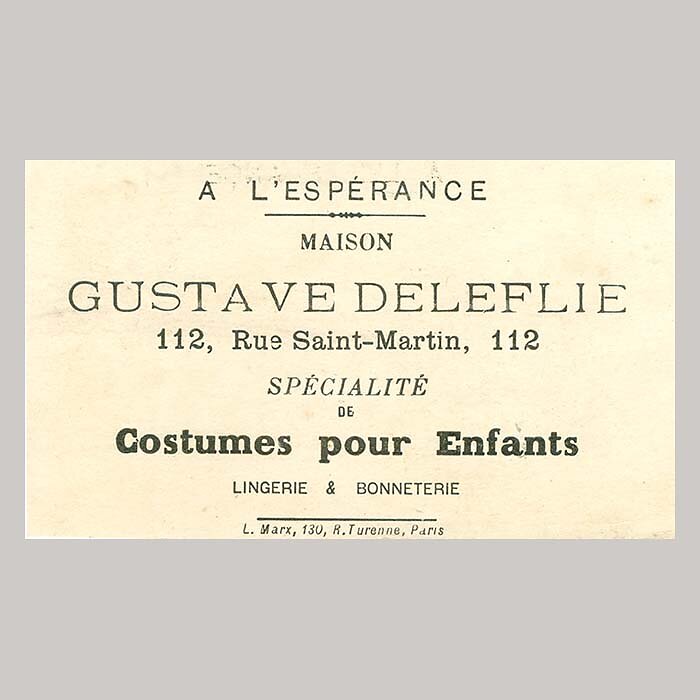 A L'ESPÉRANCE
MAISON
GUSTAVE DELEFLIE
112, Rue Saint-Martin, 112
SPÉCIALITÉ
DE
Costumes pour Enfants
LINGERIE & BONNETERIE
L. Marx, 130, R. Turenne, Paris